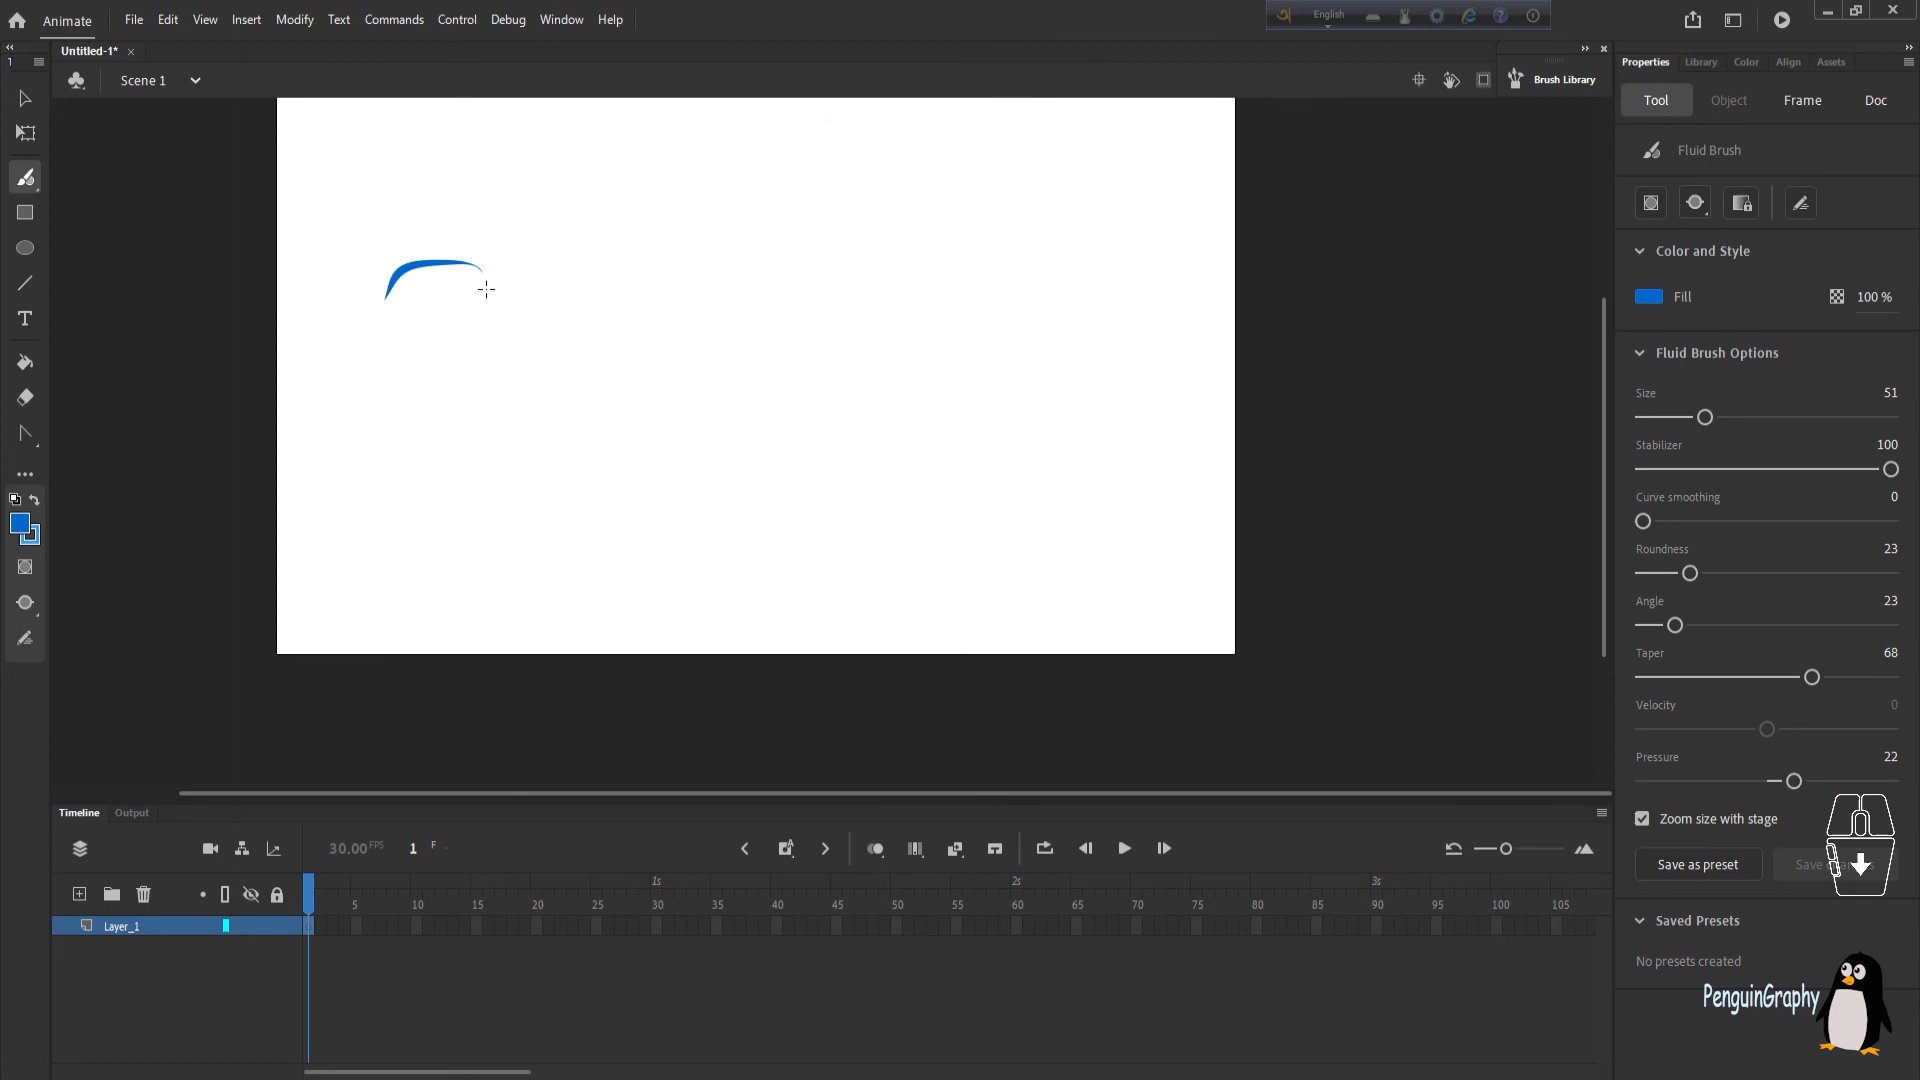 Animate File Edit View Insert Modify Text Commands Control Debug Window Help English
Untitled-1*
Scene 1
Brush Library
Properties Library Color Align Assets
Tool Object Frame Doc
Fluid Brush
Color and Style
Fill 100 %
Fluid Brush Options
Size 51
Stabilizer 100
Curve smoothing 0
Roundness 23
Angle 23
Taper 68
Velocity 0
Pressure 22
Zoom size with stage
Save as preset
Saved Presets
No presets created
PenguinGraphy
Timeline Output
30.00 FPS 1 F
1s 2s 3s
5 10 15 20 25 30 35 40 45 50 55 60 65 70 75 80 85 90 95 100 105
Layer_1